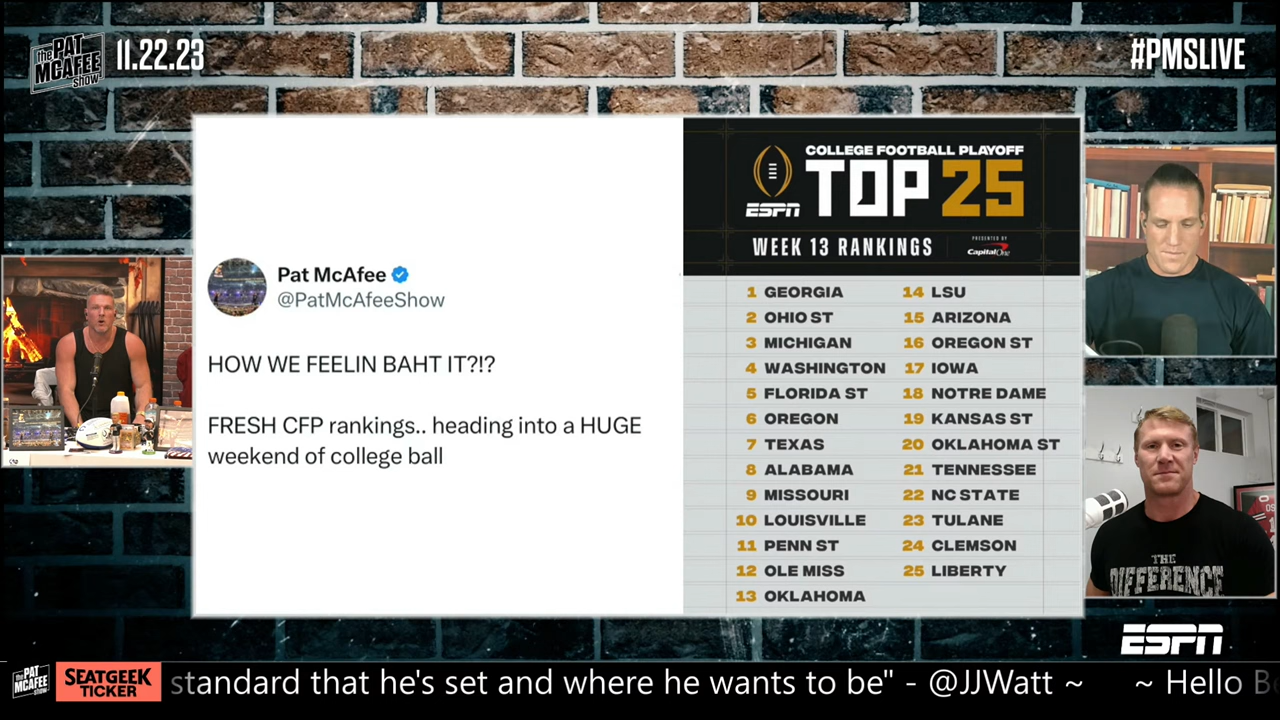 the PAT MCAFEE show
11.22.23
#PMSLIVE
Pat McAfee
@PatMcAfeeShow
HOW WE FEELIN BAHT IT?!?
FRESH CFP rankings.. heading into a HUGE
weekend of college ball
COLLEGE FOOTBALL PLAYOFF
ESPN
TOP 25
WEEK 13 RANKINGS
PRESENTED BY
Capital One
1 GEORGIA
2 OHIO ST
3 MICHIGAN
4 WASHINGTON
5 FLORIDA ST
6 OREGON
7 TEXAS
8 ALABAMA
9 MISSOURI
10 LOUISVILLE
11 PENN ST
12 OLE MISS
13 OKLAHOMA
14 LSU
15 ARIZONA
16 OREGON ST
17 IOWA
18 NOTRE DAME
19 KANSAS ST
20 OKLAHOMA ST
21 TENNESSEE
22 NC STATE
23 TULANE
24 CLEMSON
25 LIBERTY
THE
DIFFERENCE
ESPN
the PAT MCAFEE show
SEATGEEK
TICKER
standard that he's set and where he wants to be" - @JJWatt ~ ~ Hello